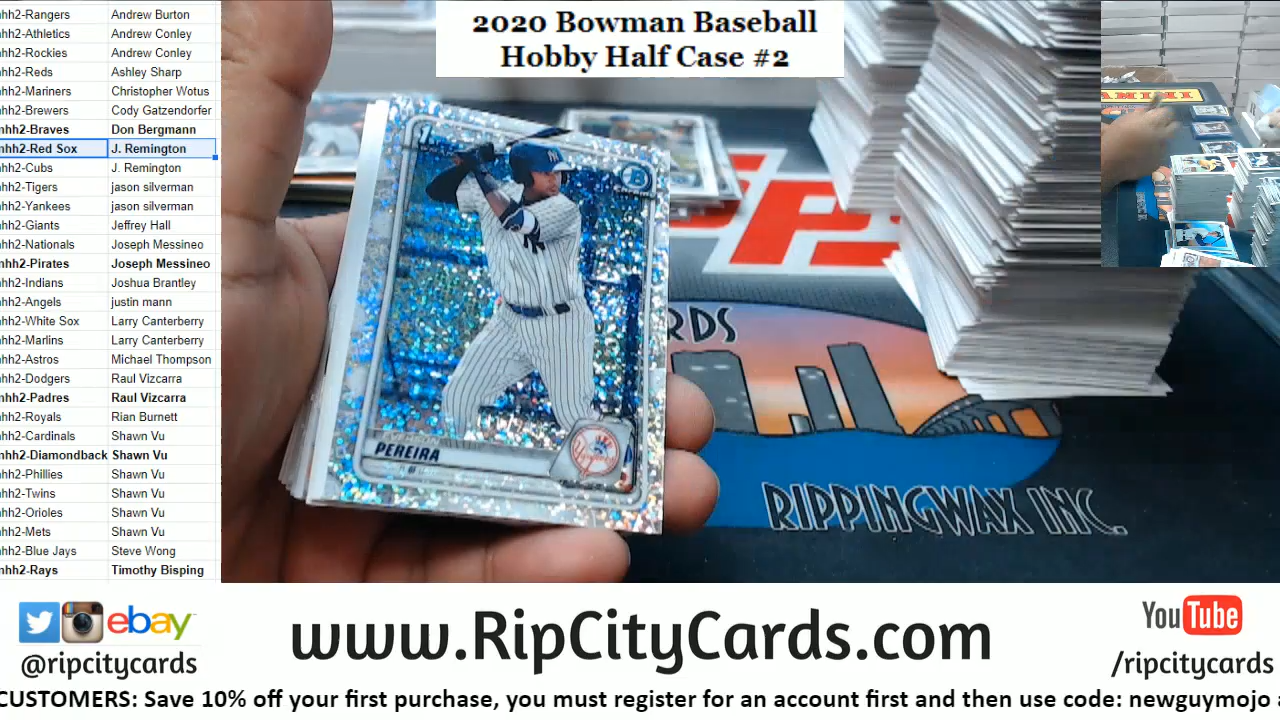 hh2-Rangers Andrew Burton
hh2-Athletics Andrew Conley
hh2-Rockies Andrew Conley
hh2-Reds Ashley Sharp
hh2-Mariners Christopher Wotus
hh2-Brewers Cody Gatzendorfer
hh2-Braves Don Bergmann
hh2-Red Sox J. Remington
hh2-Cubs J. Remington
hh2-Tigers jason silverman
hh2-Yankees jason silverman
hh2-Giants Jeffrey Hall
hh2-Nationals Joseph Messineo
hh2-Pirates Joseph Messineo
hh2-Indians Joshua Brantley
hh2-Angels justin mann
hh2-White Sox Larry Canterberry
hh2-Marlins Larry Canterberry
hh2-Astros Michael Thompson
hh2-Dodgers Raul Vizcarra
hh2-Padres Raul Vizcarra
hh2-Royals Rian Burnett
hh2-Cardinals Shawn Vu
hh2-Diamondback Shawn Vu
hh2-Phillies Shawn Vu
hh2-Twins Shawn Vu
hh2-Orioles Shawn Vu
hh2-Mets Shawn Vu
hh2-Blue Jays Steve Wong
hh2-Rays Timothy Bisping
2020 Bowman Baseball
Hobby Half Case #2
PEREIRA
RDS
RIPPINGWAX INC.
ebay
@ripcitycards
www.RipCityCards.com
YouTube
/ripcitycards
CUSTOMERS: Save 10% off your first purchase, you must register for an account first and then use code: newguymojo